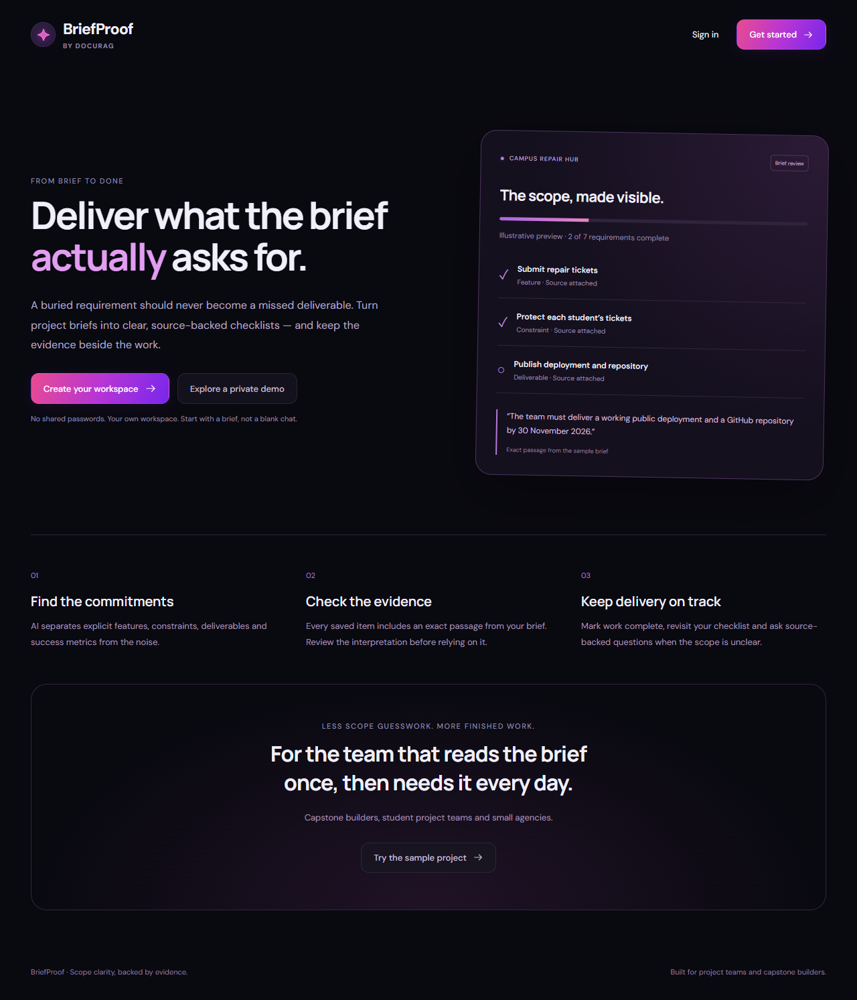 BriefProof
BY DOCURAG
Sign in
Get started
FROM BRIEF TO DONE
Deliver what the brief
actually asks for.
A buried requirement should never become a missed deliverable. Turn
project briefs into clear, source-backed checklists — and keep the
evidence beside the work.
Create your workspace
Explore a private demo
No shared passwords. Your own workspace. Start with a brief, not a blank chat.
CAMPUS REPAIR HUB
Brief review
The scope, made visible.
Illustrative preview · 2 of 7 requirements complete
Submit repair tickets
Feature · Source attached
Protect each student’s tickets
Constraint · Source attached
Publish deployment and repository
Deliverable · Source attached
“The team must deliver a working public deployment and a GitHub repository
by 30 November 2026.”
Exact passage from the sample brief
01
Find the commitments
AI separates explicit features, constraints, deliverables and
success metrics from the noise.
02
Check the evidence
Every saved item includes an exact passage from your brief.
Review the interpretation before relying on it.
03
Keep delivery on track
Mark work complete, revisit your checklist and ask source-
backed questions when the scope is unclear.
LESS SCOPE GUESSWORK. MORE FINISHED WORK.
For the team that reads the brief
once, then needs it every day.
Capstone builders, student project teams and small agencies.
Try the sample project
BriefProof · Scope clarity, backed by evidence.
Built for project teams and capstone builders.